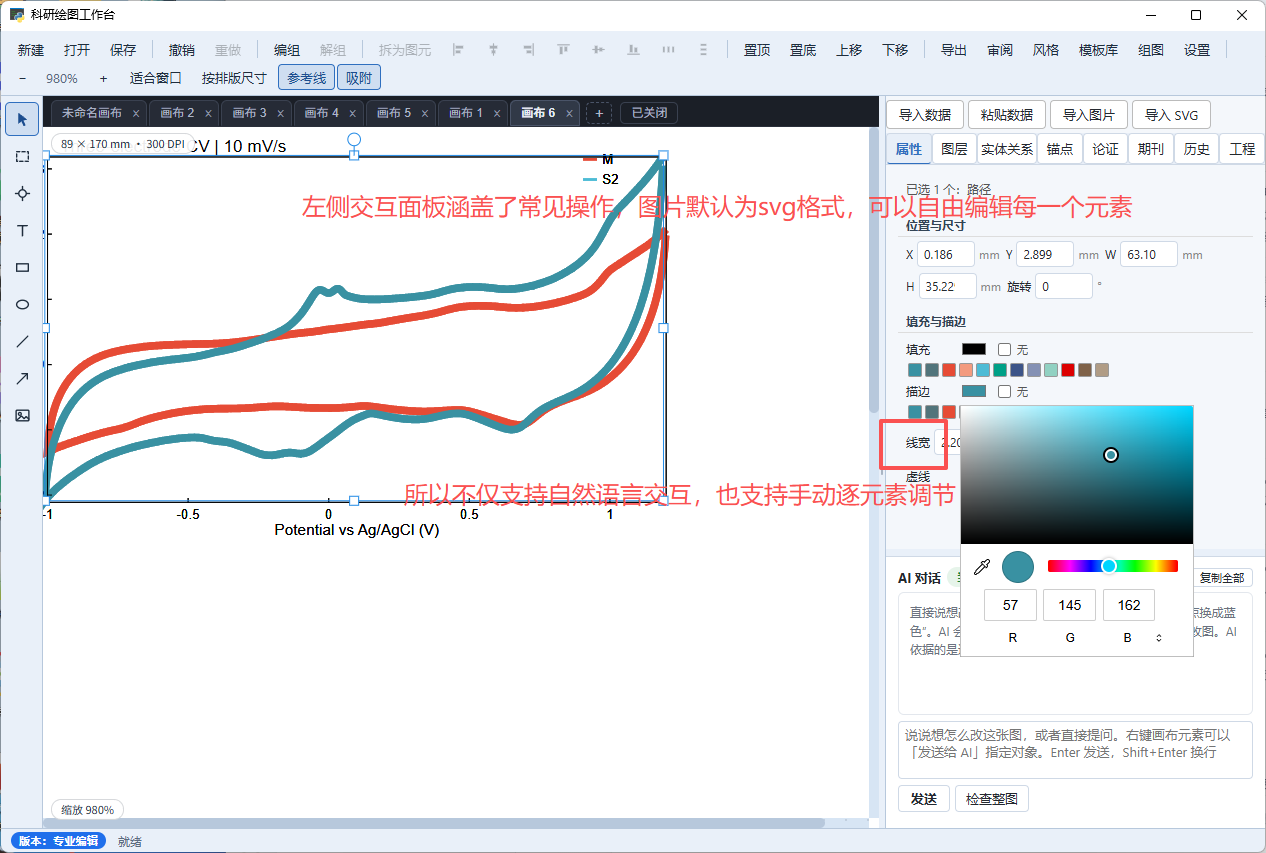 科研绘图工作台
新建 打开 保存 撤销 重做 编组 解组 拆为图元 置顶 置底 上移 下移 导出 审阅 风格 模板库 组图 设置
− 980% + 适合窗口 按排版尺寸 参考线 吸附
未命名画布 × 画布 2 × 画布 3 × 画布 4 × 画布 5 × 画布 1 × 画布 6 × + 已关闭
导入数据 粘贴数据 导入图片 导入 SVG
属性 图层 实体关系 锚点 论证 期刊 历史 工程
89 × 170 mm • 300 DPI
CV | 10 mV/s
M
S2
已选 1 个：路径
左侧交互面板涵盖了常见操作，图片默认为svg格式，可以自由编辑每一个元素
位置与尺寸
X 0.186 mm Y 2.899 mm W 63.10 mm
H 35.229 mm 旋转 0 °
填充与描边
填充 无
描边 无
线宽 2.20
虚线
所以不仅支持自然语言交互，也支持手动逐元素调节
-1 -0.5 0 0.5 1
Potential vs Ag/AgCl (V)
AI 对话 复制全部
57 145 162
R G B
直接说想 换成蓝
色"。AI 改图。AI
依据的是
说说想怎么改这张图，或者直接提问。右键画布元素可以
「发送给 AI」指定对象。Enter 发送，Shift+Enter 换行
发送 检查整图
缩放 980%
版本：专业编辑 就绪